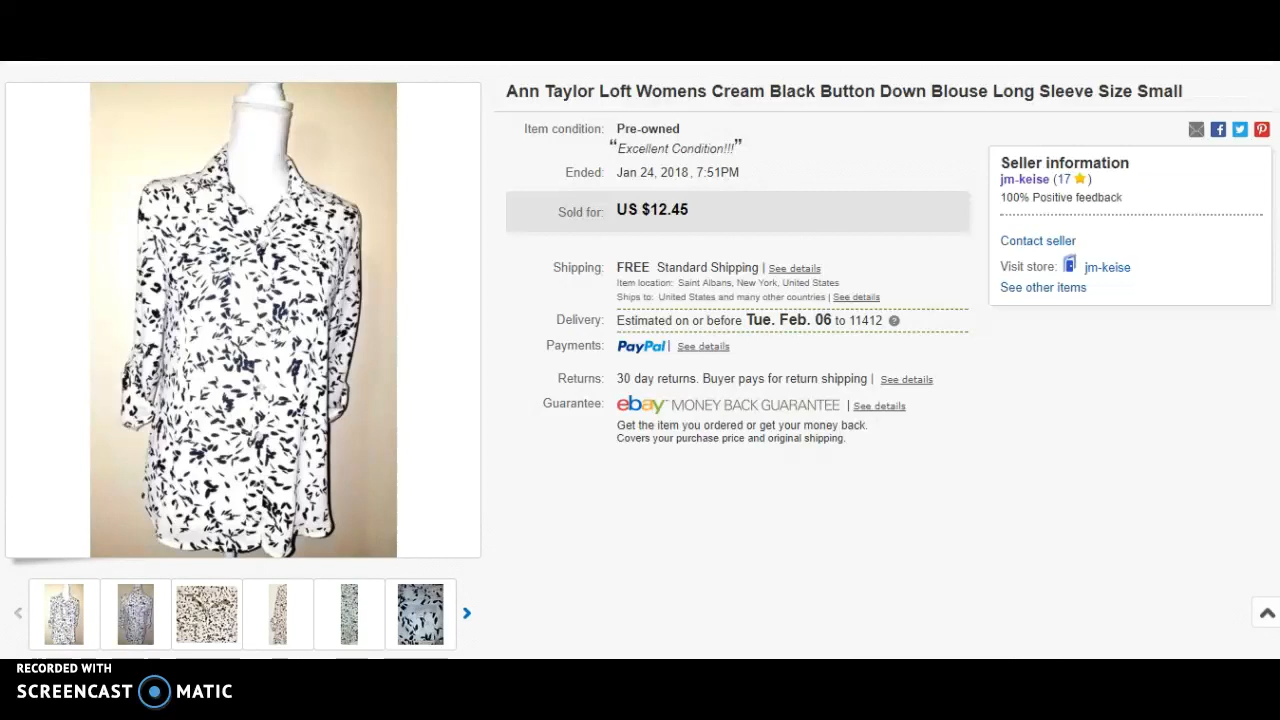 Ann Taylor Loft Womens Cream Black Button Down Blouse Long Sleeve Size Small
Item condition: Pre-owned
“Excellent Condition!!!”
Ended: Jan 24, 2018 , 7:51PM
Sold for: US $12.45
Shipping: FREE Standard Shipping | See details
Item location: Saint Albans, New York, United States
Ships to: United States and many other countries | See details
Delivery: Estimated on or before Tue. Feb. 06 to 11412 ?
Payments: PayPal | See details
Returns: 30 day returns. Buyer pays for return shipping | See details
Guarantee: ebay MONEY BACK GUARANTEE | See details
Get the item you ordered or get your money back.
Covers your purchase price and original shipping.
Seller information
jm-keise (17 )
100% Positive feedback
Contact seller
Visit store: jm-keise
See other items
RECORDED WITH
SCREENCAST MATIC